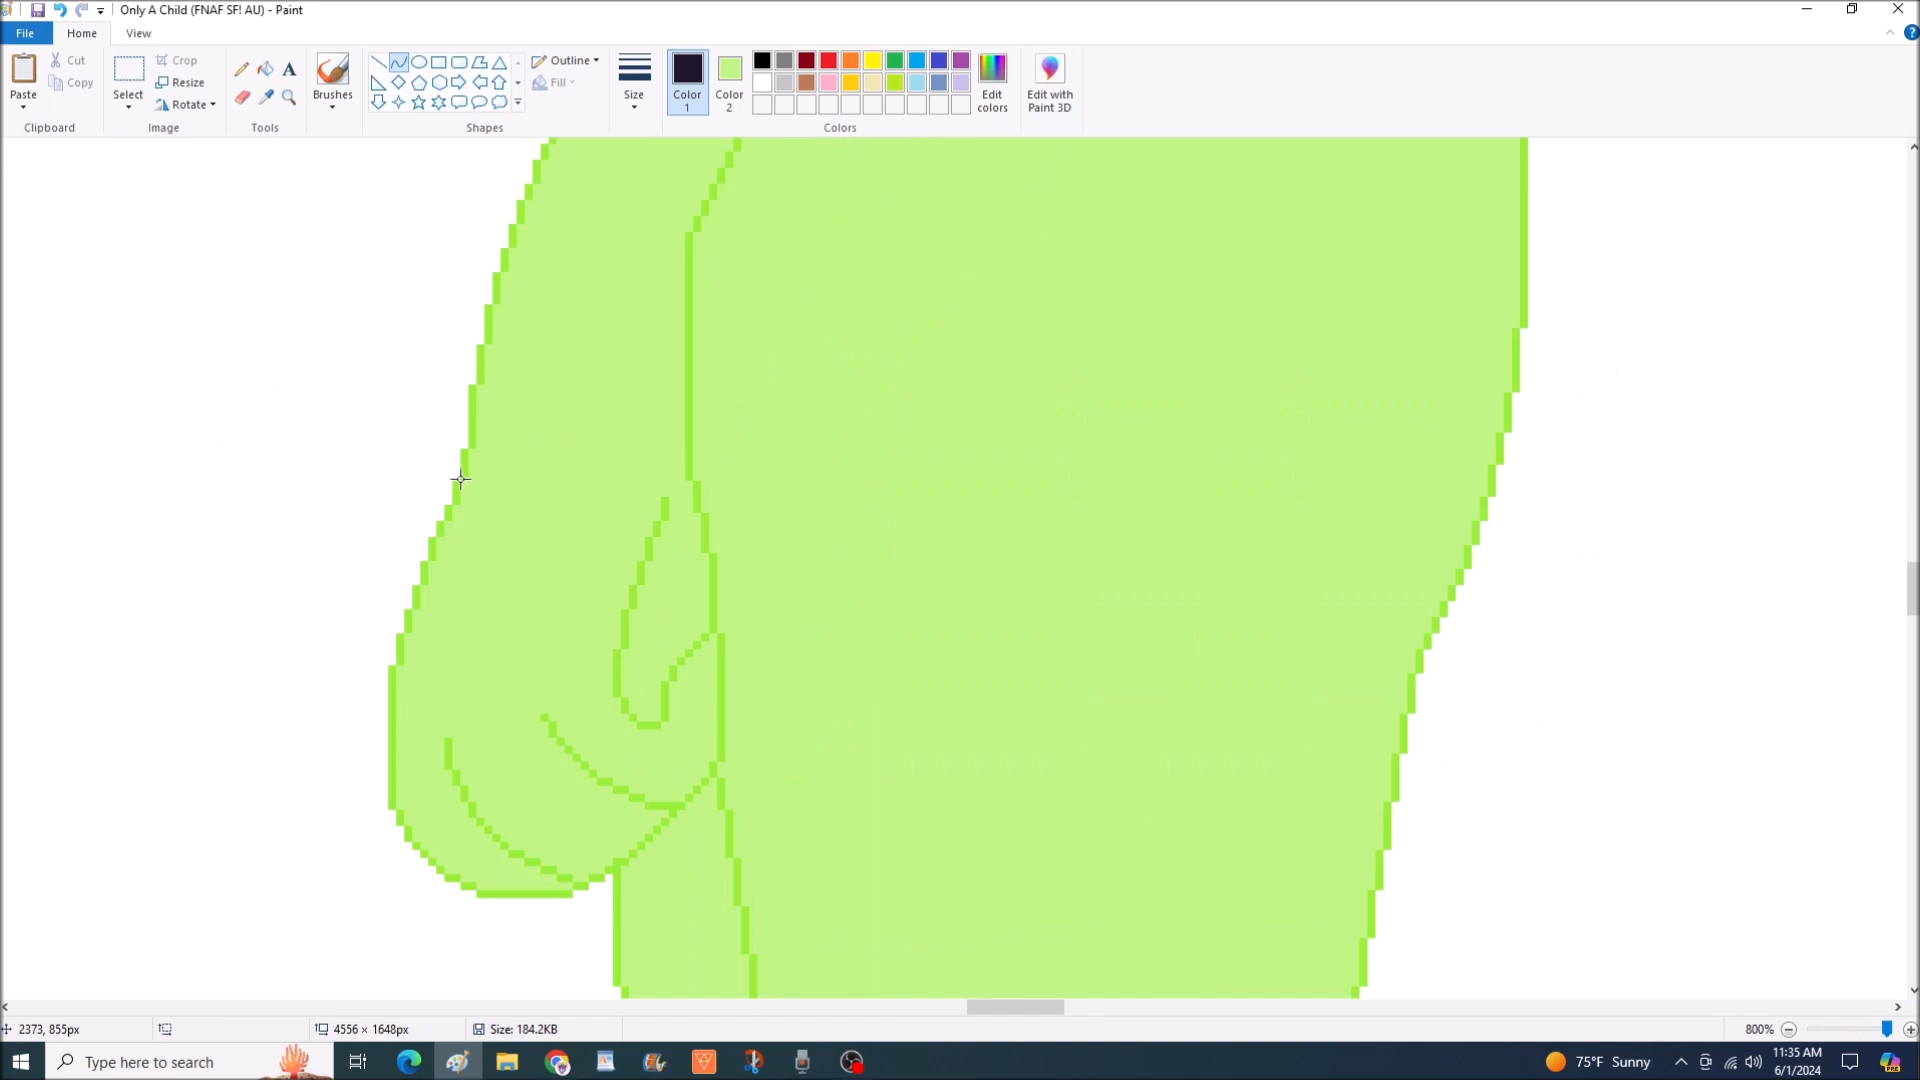 Only A Child (FNAF SF! AU) - Paint
File
Home
View
Paste
Cut
Copy
Clipboard
Select
Crop
Resize
Rotate
Image
Tools
Brushes
Shapes
Outline
Fill
Size
Color
1
Color
2
Edit
colors
Edit with
Paint 3D
Colors
2373, 855px
4556 × 1648px
Size: 184.2KB
800%
Type here to search
75°F Sunny
11:35 AM
6/1/2024